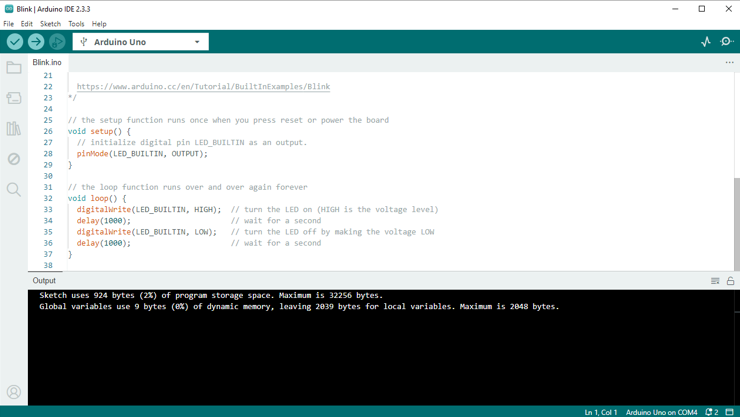 Blink | Arduino IDE 2.3.3
File Edit Sketch Tools Help
Arduino Uno
Blink.ino
21
22 https://www.arduino.cc/en/Tutorial/BuiltInExamples/Blink
23 */
24
25 // the setup function runs once when you press reset or power the board
26 void setup() {
27 // initialize digital pin LED_BUILTIN as an output.
28 pinMode(LED_BUILTIN, OUTPUT);
29 }
30
31 // the loop function runs over and over again forever
32 void loop() {
33 digitalWrite(LED_BUILTIN, HIGH); // turn the LED on (HIGH is the voltage level)
34 delay(1000); // wait for a second
35 digitalWrite(LED_BUILTIN, LOW); // turn the LED off by making the voltage LOW
36 delay(1000); // wait for a second
37 }
38
Output
Sketch uses 924 bytes (2%) of program storage space. Maximum is 32256 bytes.
Global variables use 9 bytes (0%) of dynamic memory, leaving 2039 bytes for local variables. Maximum is 2048 bytes.
Ln 1, Col 1 Arduino Uno on COM4 2